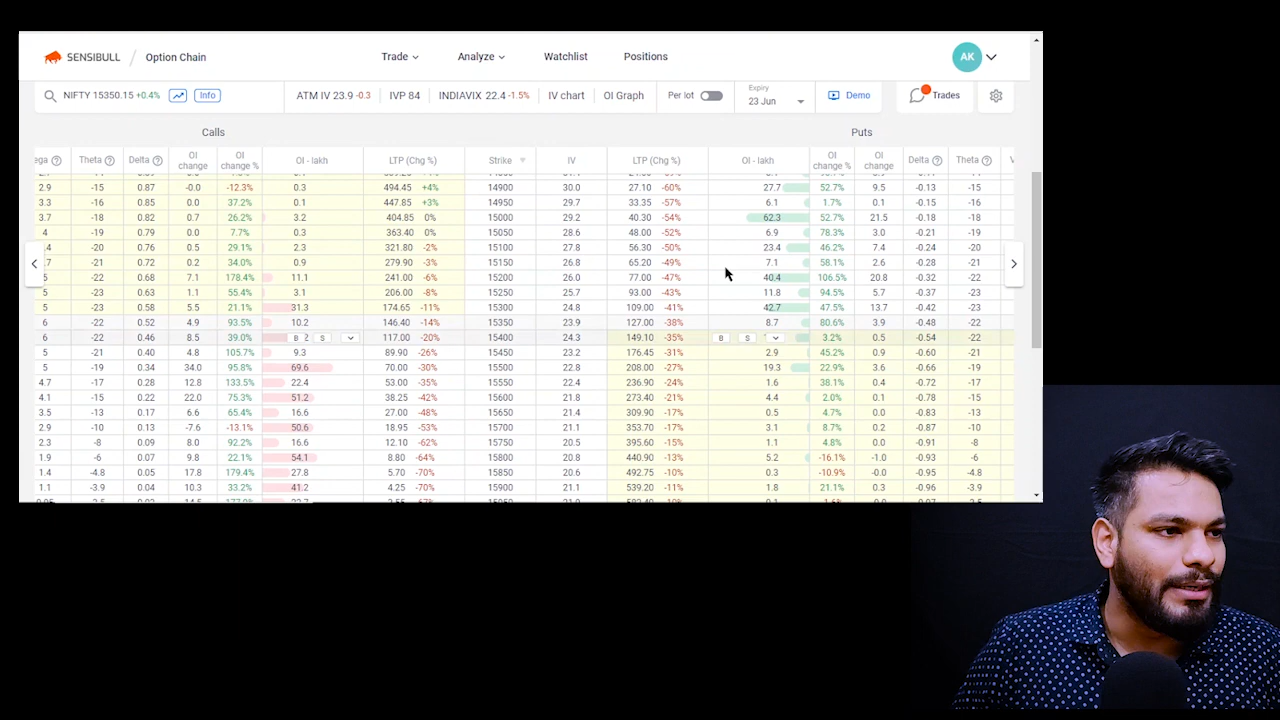 SENSIBULL / Option Chain Trade Analyze Watchlist Positions AK
NIFTY 15350.15 +0.4% Info ATM IV 23.9 -0.3 IVP 84 INDIAVIX 22.4 -1.5% IV chart OI Graph Per lot Expiry 23 Jun Demo Trades
Calls Puts
ega Theta Delta OI change OI change % OI - lakh LTP (Chg %) Strike IV LTP (Chg %) OI - lakh OI change % OI change Delta Theta V
2.9 -15 0.87 -0.0 -12.3% 0.3 494.45 +4% 14900 30.0 27.10 -60% 27.7 52.7% 9.5 -0.13 -15
3.3 -16 0.85 0.0 37.2% 0.1 447.85 +3% 14950 29.7 33.35 -57% 6.1 1.7% 0.1 -0.15 -16
3.7 -18 0.82 0.7 26.2% 3.2 404.85 0% 15000 29.2 40.30 -54% 62.3 52.7% 21.5 -0.18 -18
4 -19 0.79 0.0 7.7% 0.3 363.40 0% 15050 28.6 48.00 -52% 6.9 78.3% 3.0 -0.21 -19
.4 -20 0.76 0.5 29.1% 2.3 321.80 -2% 15100 27.8 56.30 -50% 23.4 46.2% 7.4 -0.24 -20
.7 -21 0.72 0.2 34.0% 0.9 279.90 -3% 15150 26.8 65.20 -49% 7.1 58.1% 2.6 -0.28 -21
5 -22 0.68 7.1 178.4% 11.1 241.00 -6% 15200 26.0 77.00 -47% 40.4 106.5% 20.8 -0.32 -22
5 -23 0.63 1.1 55.4% 3.1 206.00 -8% 15250 25.7 93.00 -43% 11.8 94.5% 5.7 -0.37 -23
5 -23 0.58 5.5 21.1% 31.3 174.65 -11% 15300 24.8 109.00 -41% 42.7 47.5% 13.7 -0.42 -23
6 -22 0.52 4.9 93.5% 10.2 146.40 -14% 15350 23.9 127.00 -38% 8.7 80.6% 3.9 -0.48 -22
6 -22 0.46 8.5 39.0% B 2 S 117.00 -20% 15400 24.3 149.10 -35% B S 3.2% 0.5 -0.54 -22
5 -21 0.40 4.8 105.7% 9.3 89.90 -26% 15450 23.2 176.45 -31% 2.9 45.2% 0.9 -0.60 -21
5 -19 0.34 34.0 95.8% 69.6 70.00 -30% 15500 22.8 208.00 -27% 19.3 22.9% 3.6 -0.66 -19
4.7 -17 0.28 12.8 133.5% 22.4 53.00 -35% 15550 22.4 236.90 -24% 1.6 38.1% 0.4 -0.72 -17
4.1 -15 0.22 22.0 75.3% 51.2 38.25 -42% 15600 21.8 273.40 -21% 4.4 2.0% 0.1 -0.78 -15
3.5 -13 0.17 6.6 65.4% 16.6 27.00 -48% 15650 21.4 309.90 -17% 0.5 4.7% 0.0 -0.83 -13
2.9 -10 0.13 -7.6 -13.1% 50.6 18.95 -53% 15700 21.1 353.70 -17% 3.1 8.7% 0.2 -0.87 -10
2.3 -8 0.09 8.0 92.2% 16.6 12.10 -62% 15750 20.5 395.60 -15% 1.1 4.8% 0.0 -0.91 -8
1.9 -6 0.07 9.8 22.1% 54.1 8.80 -64% 15800 20.8 440.90 -13% 5.2 -16.1% -1.0 -0.93 -6
1.4 -4.8 0.05 17.8 179.4% 27.8 5.70 -70% 15850 20.6 492.75 -10% 0.3 -10.9% -0.0 -0.95 -4.8
1.1 -3.9 0.04 10.3 33.2% 41.2 4.25 -70% 15900 21.2 539.20 -11% 1.8 21.1% 0.3 -0.96 -3.9